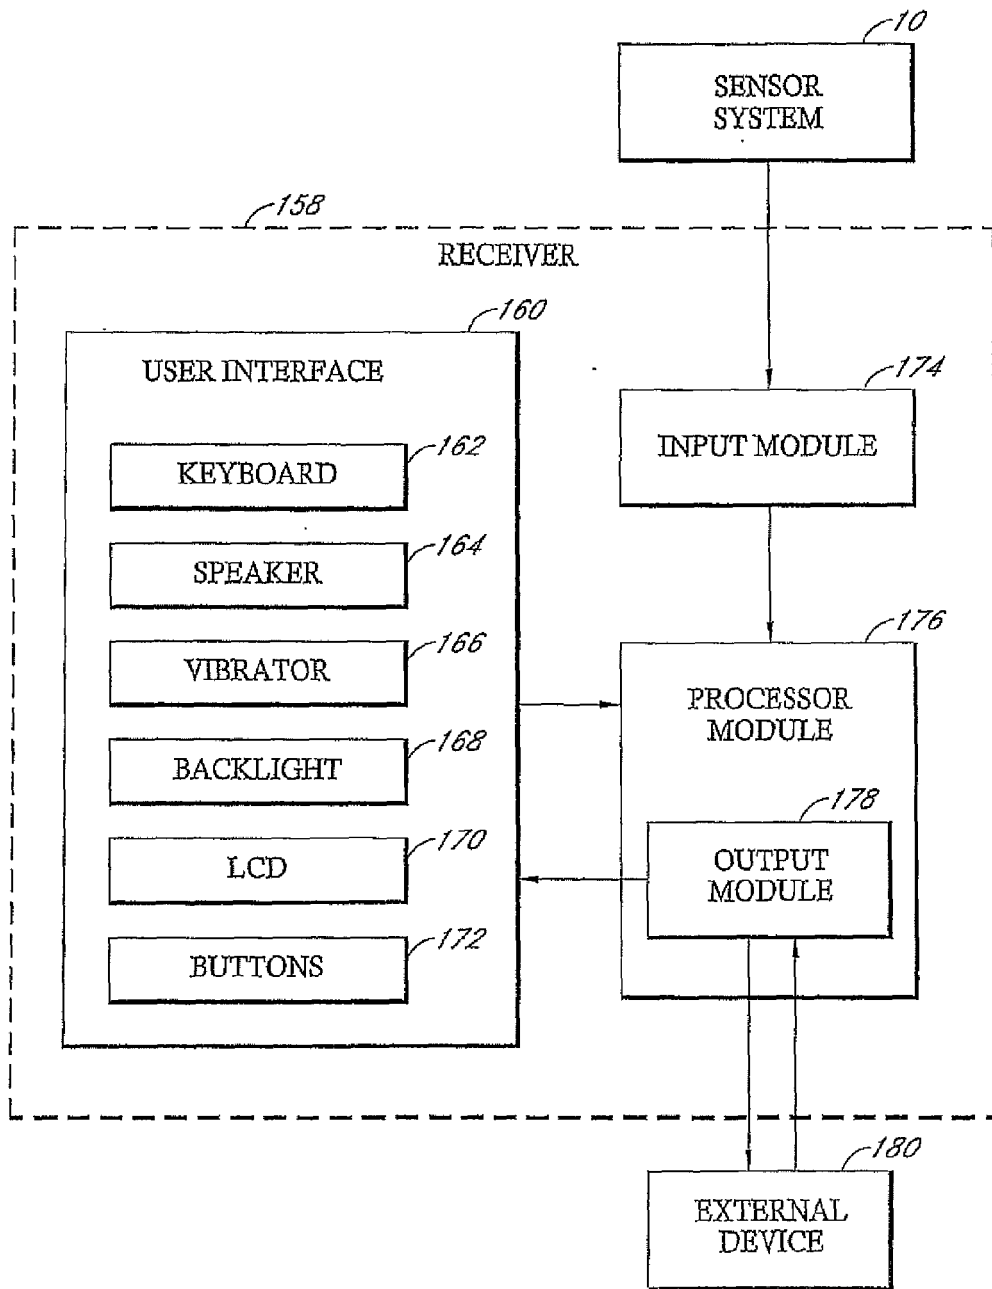 10
SENSOR
SYSTEM
158
RECEIVER
160
USER INTERFACE
174
INPUT MODULE
162
KEYBOARD
164
SPEAKER
166
VIBRATOR
168
BACKLIGHT
170
LCD
172
BUTTONS
176
PROCESSOR
MODULE
178
OUTPUT
MODULE
180
EXTERNAL
DEVICE